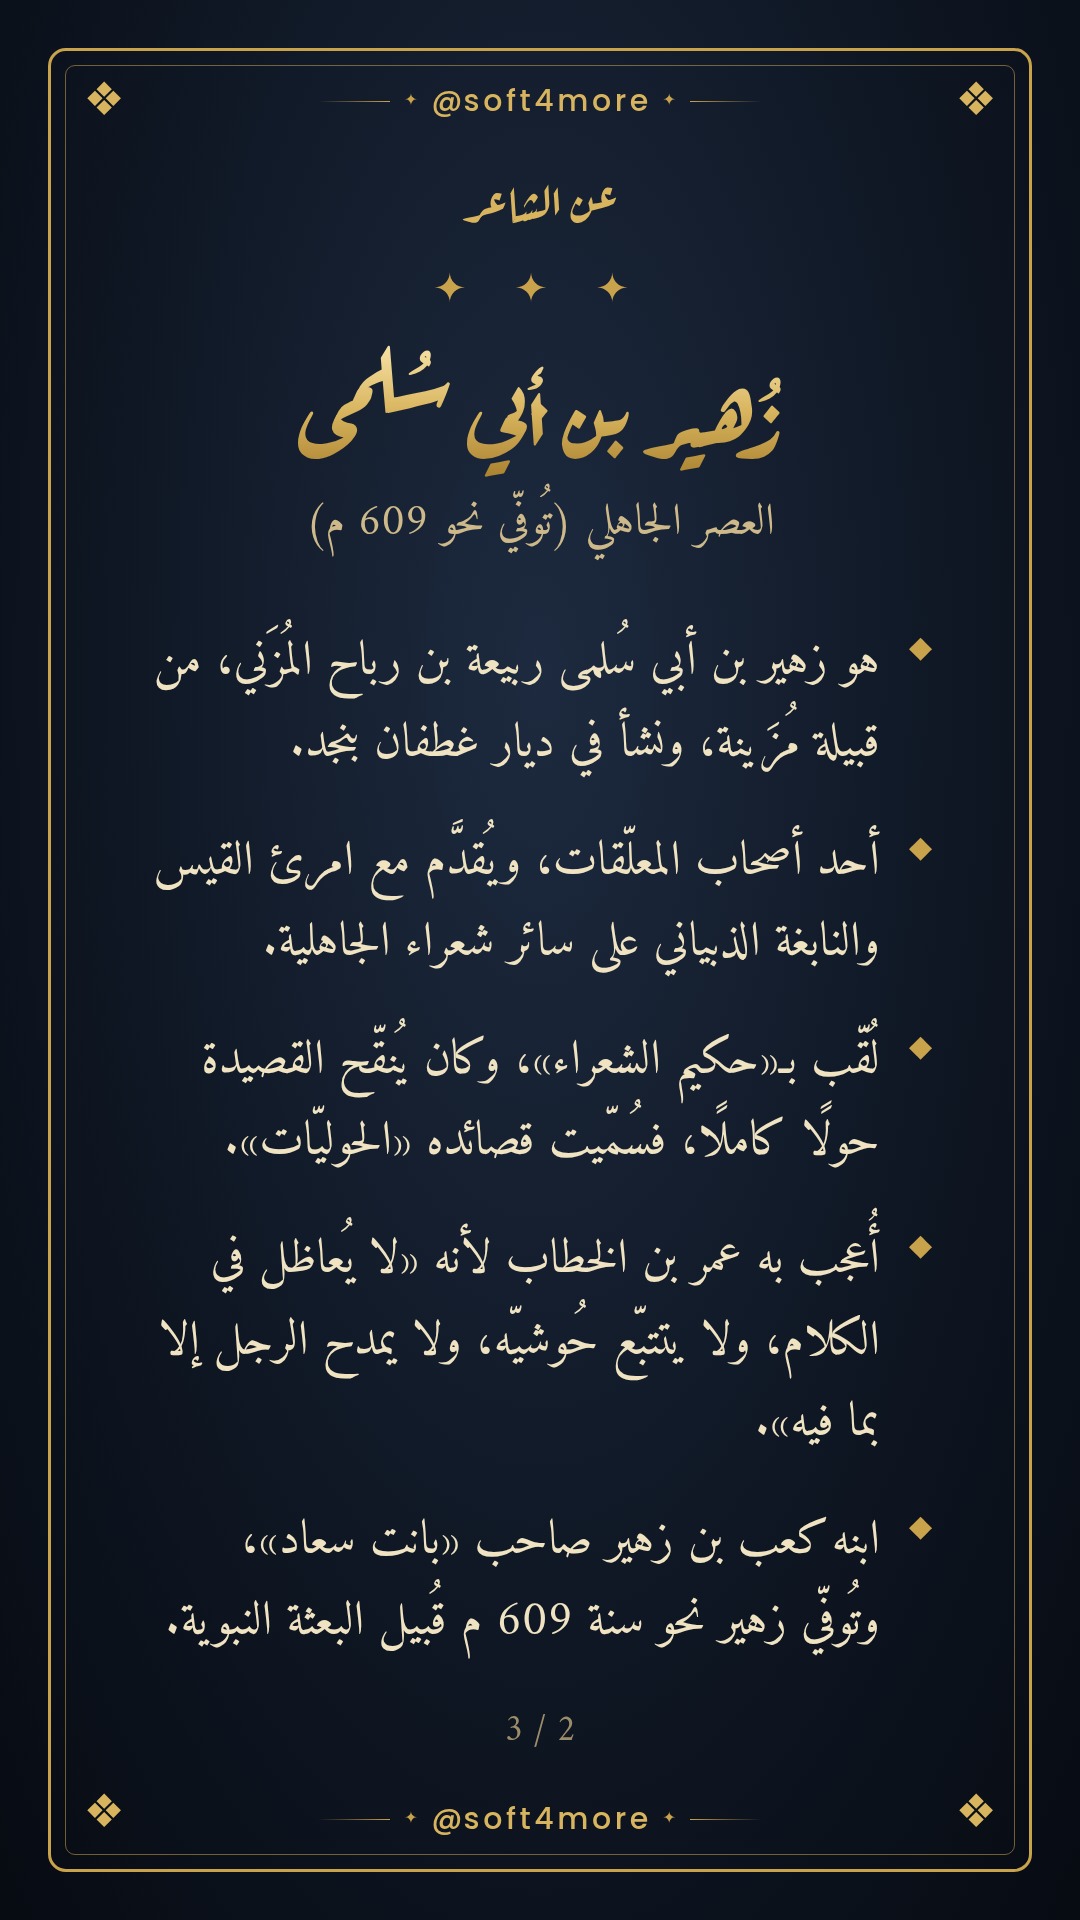 @soft4more
عن الشاعر
زُهير بن أبي سُلمى
العصر الجاهلي (تُوفّي نحو 609 م)
هو زهير بن أبي سُلمى ربيعة بن رباح المُزَني، من
قبيلة مُزَينة، ونشأ في ديار غطفان بنجد.
أحد أصحاب المعلّقات، ويُقدَّم مع امرئ القيس
والنابغة الذبياني على سائر شعراء الجاهلية.
لُقّب بـ«حكيم الشعراء»، وكان يُنقّح القصيدة
حولًا كاملًا، فسُمّيت قصائده «الحوليّات».
أُعجب به عمر بن الخطاب لأنه «لا يُعاظل في
الكلام، ولا يتتبّع حُوشيّه، ولا يمدح الرجل إلا
بما فيه».
ابنه كعب بن زهير صاحب «بانت سعاد»،
وتُوفّي زهير نحو سنة 609 م قُبيل البعثة النبوية.
3 / 2
@soft4more